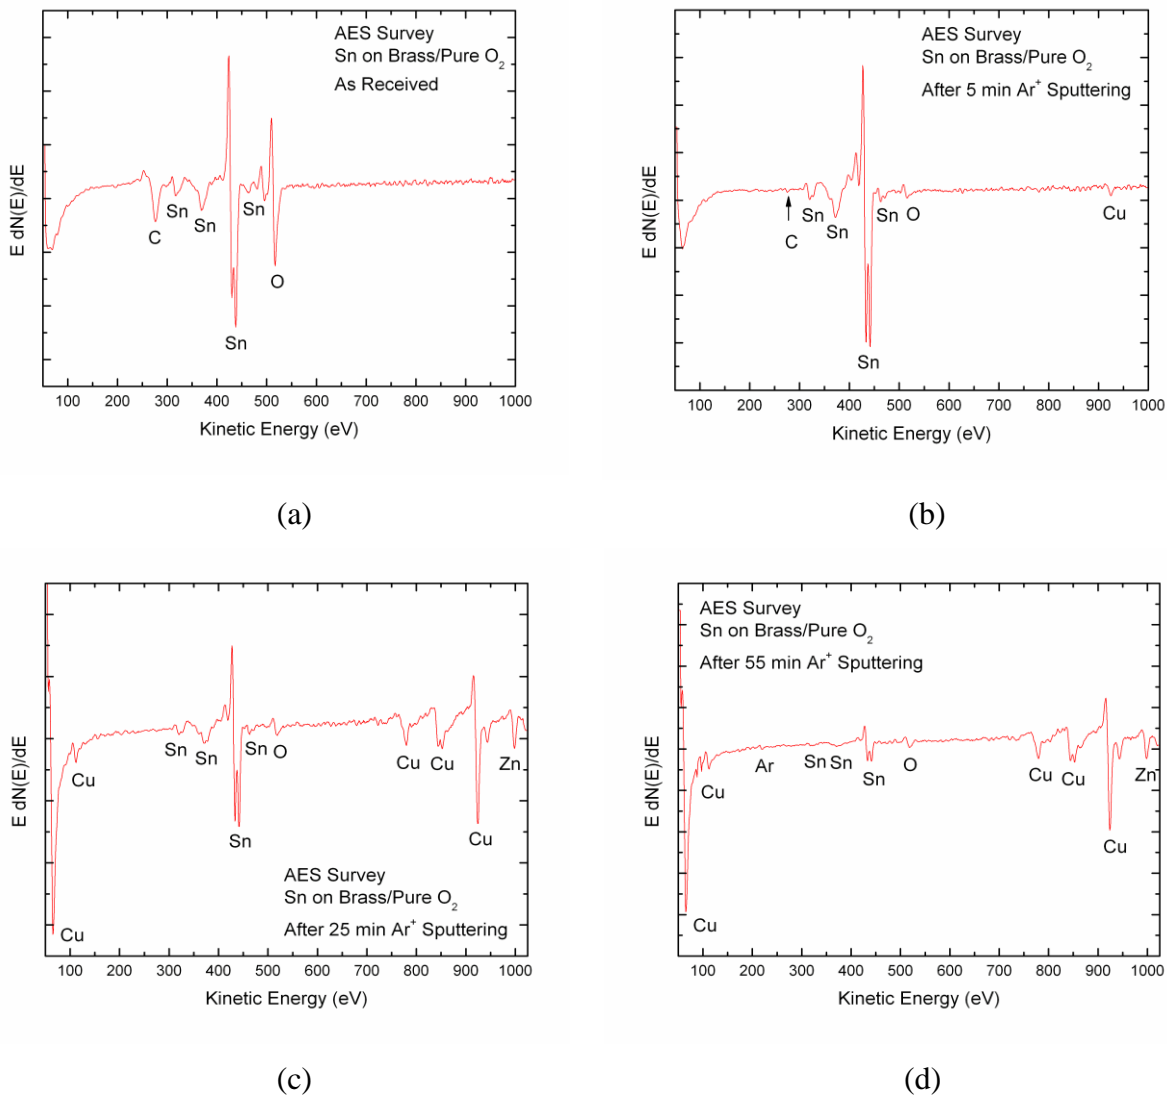 AES Survey
Sn on Brass/Pure O₂
As Received
E dN(E)/dE
Sn
Sn
Sn
C
O
Sn
100 200 300 400 500 600 700 800 900 1000
Kinetic Energy (eV)
(a)
AES Survey
Sn on Brass/Pure O₂
After 5 min Ar⁺ Sputtering
E dN(E)/dE
Sn
Sn
O
Cu
C
Sn
Sn
100 200 300 400 500 600 700 800 900 1000
Kinetic Energy (eV)
(b)
E dN(E)/dE
Cu
Sn
Sn
Sn
O
Cu
Cu
Zn
Sn
Cu
Cu
AES Survey
Sn on Brass/Pure O₂
After 25 min Ar⁺ Sputtering
100 200 300 400 500 600 700 800 900 1000
Kinetic Energy (eV)
(c)
AES Survey
Sn on Brass/Pure O₂
After 55 min Ar⁺ Sputtering
E dN(E)/dE
Cu
Ar
Sn
Sn
Sn
O
Cu
Cu
Zn
Cu
Cu
100 200 300 400 500 600 700 800 900 1000
Kinetic Energy (eV)
(d)